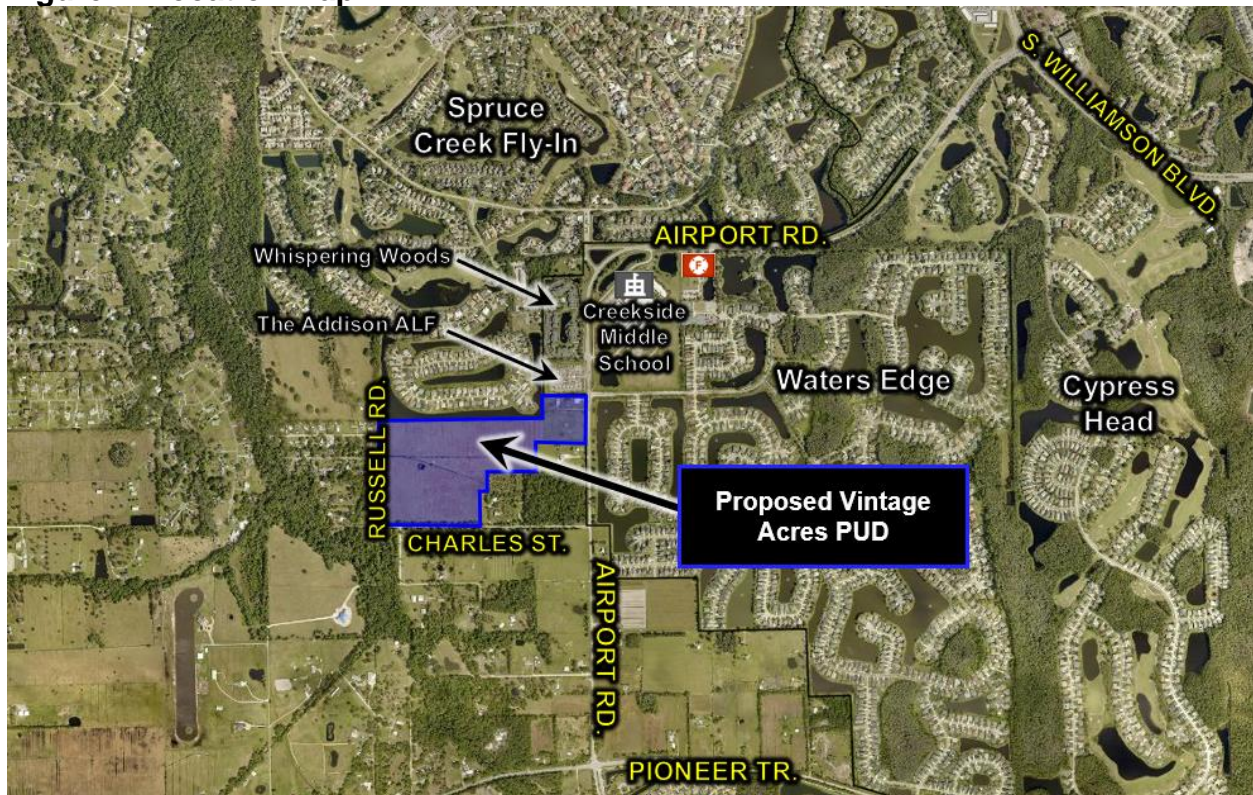 Spruce
Creek Fly-In
S. WILLIAMSON BLVD.
AIRPORT RD.
Whispering Woods
F
The Addison ALF
Creekside
Middle
School
Waters Edge
Cypress
Head
RUSSELL RD.
Proposed Vintage
Acres PUD
CHARLES ST.
AIRPORT RD.
PIONEER TR.